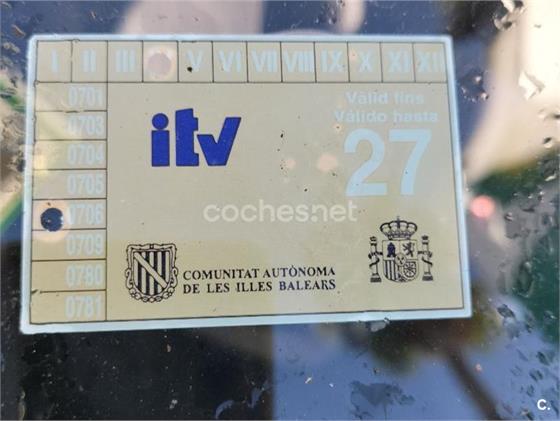 I II III V VI VII VIII IX X XI XII
0701
0703
0704
0705
0706
0709
0780
0781
itv
Vàlid fins
Válido hasta
27
coches.net
COMUNITAT AUTÒNOMA
DE LES ILLES BALEARS
C.